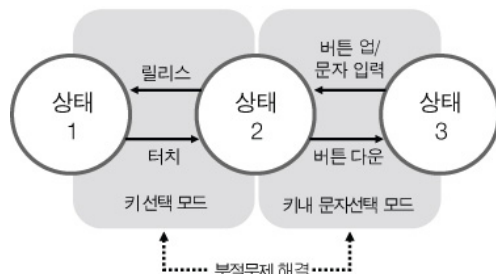 버튼 업/
릴리스
문자 입력
상태
1
상태
2
상태
3
터치
버튼 다운
키 선택 모드
키내 문자선택 모드